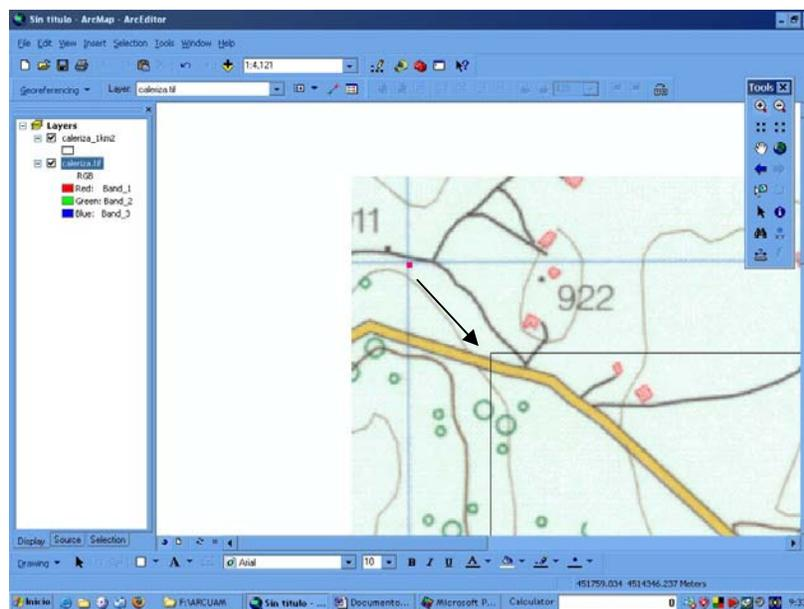 Sin título - ArcMap - ArcEditor
File Edit View Insert Selection Tools Window Help
1:4,121
Georeferencing Layer: caleriza.tif
Tools
Layers
caleriza_1km2
caleriza.tif
RGB
Red: Band_1
Green: Band_2
Blue: Band_3
11
922
Display Source Selection
Drawing A Arial 10 B I U A
451759.034 4514346.237 Meters
Inicio F:\ARCUAM Sin título - ... Documento... Microsoft P... Calculator 0